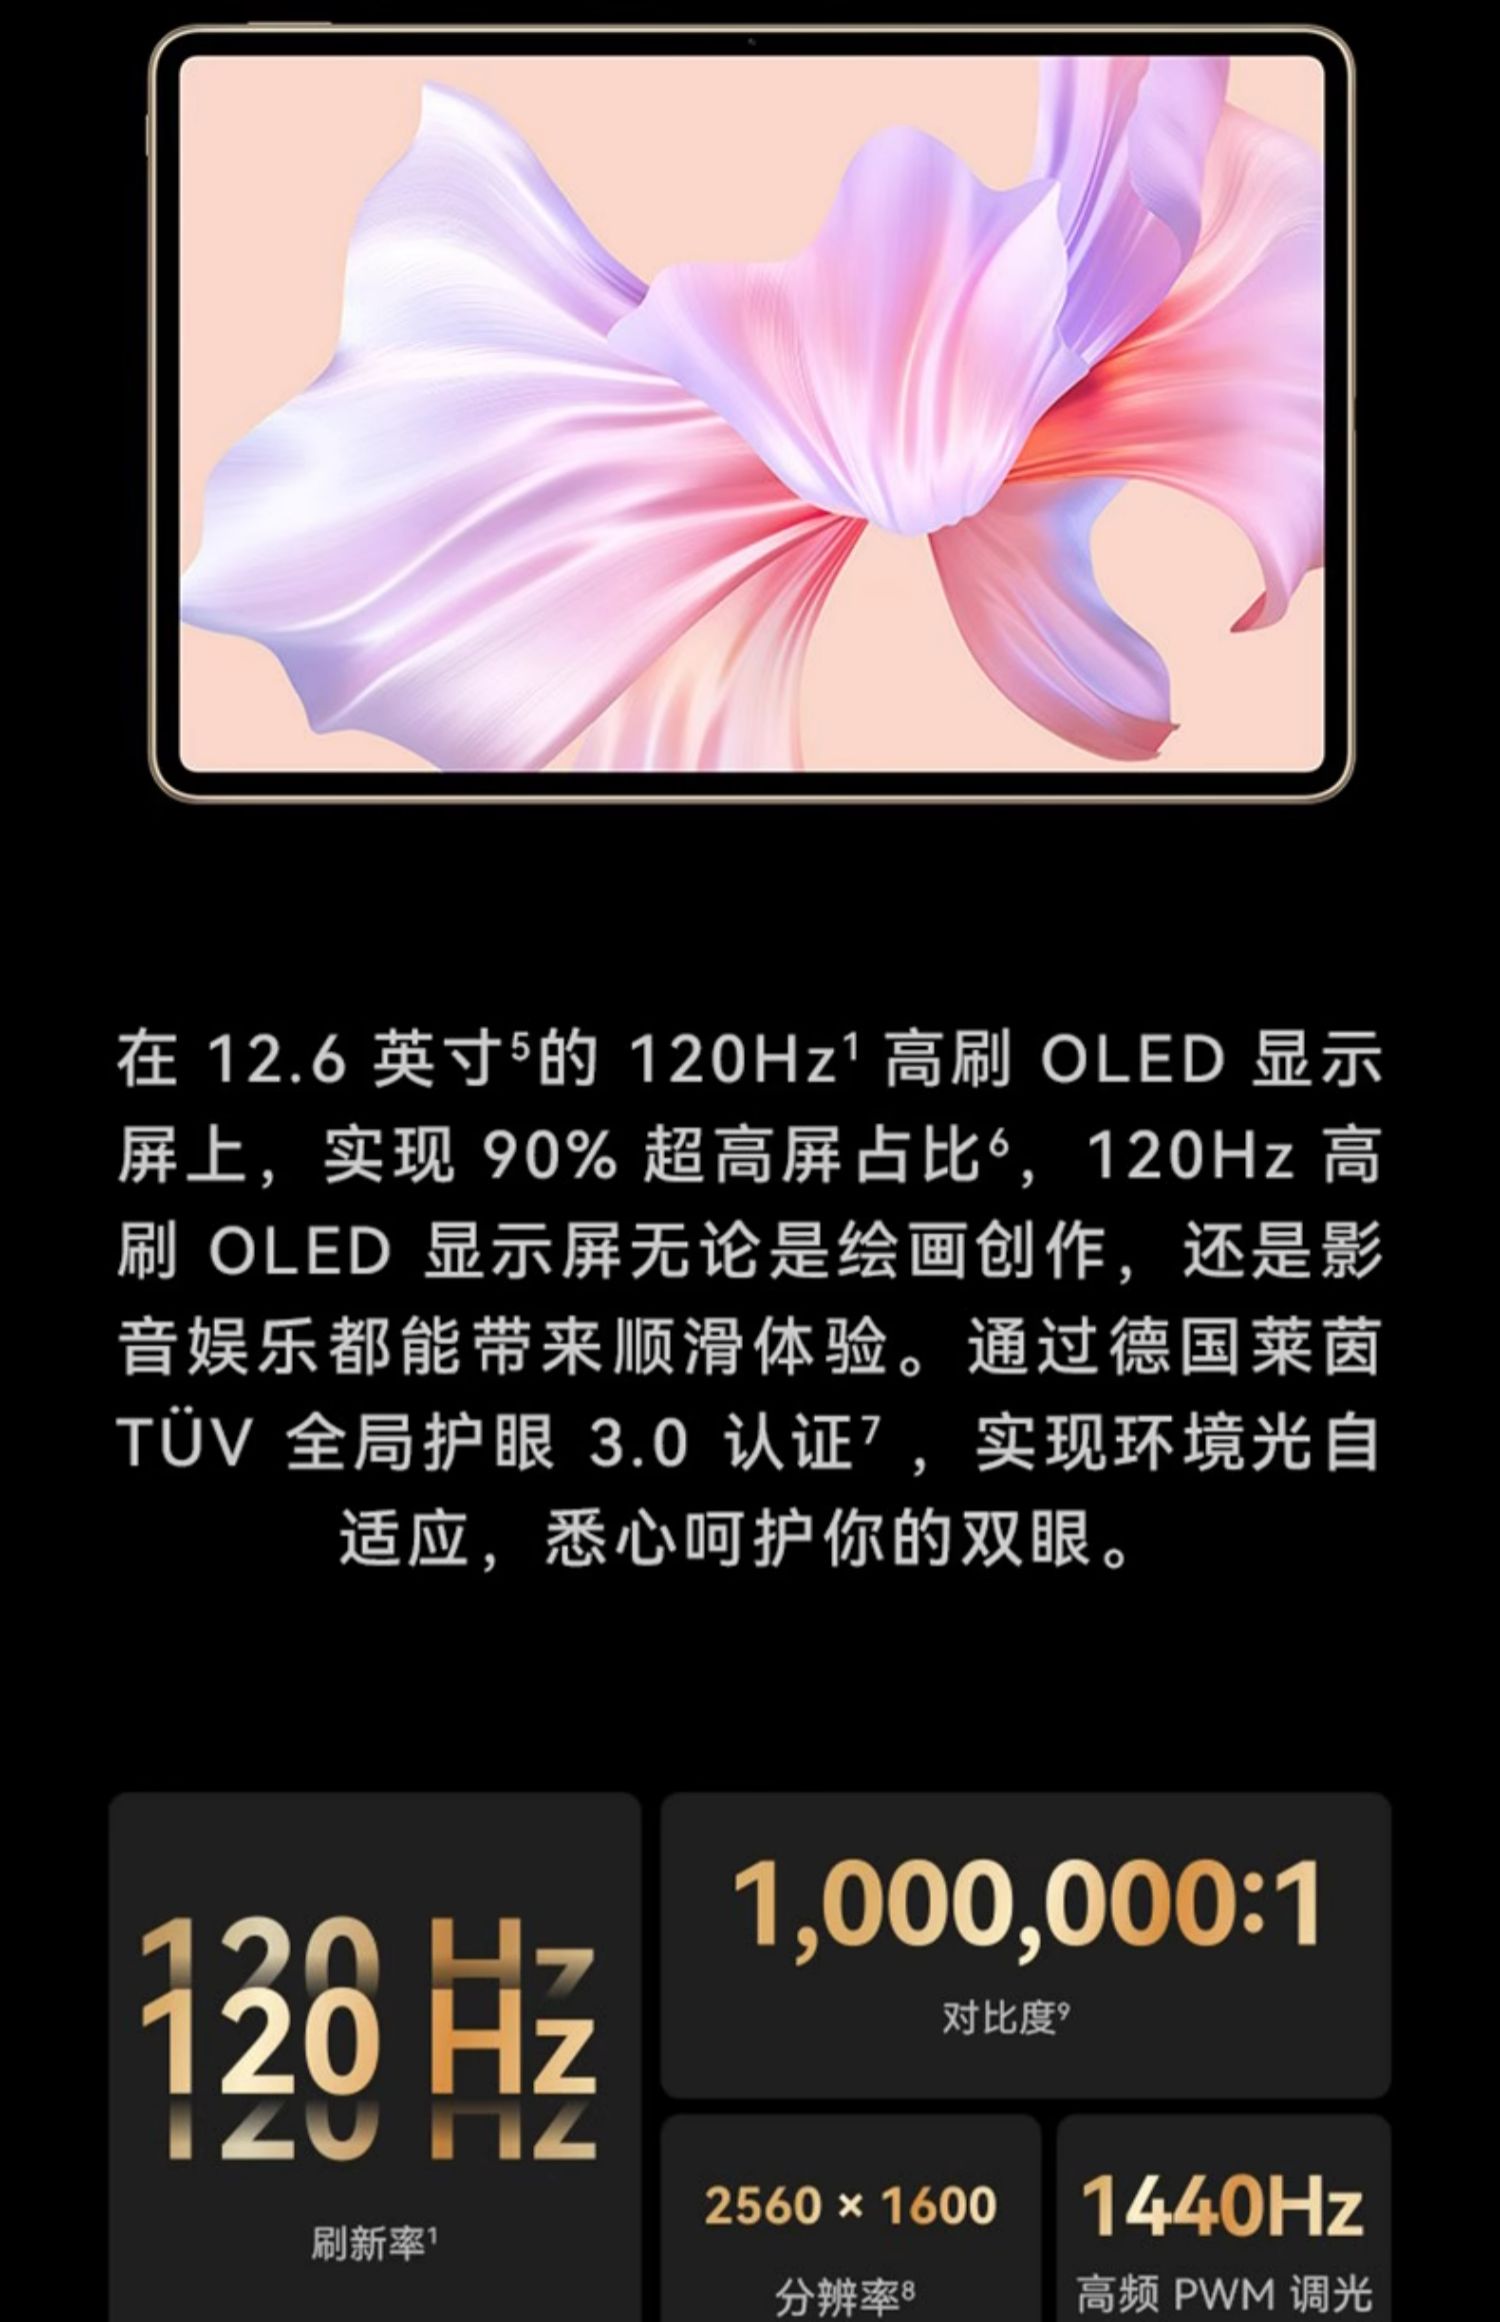 在 12.6 英寸⁵的 120Hz¹ 高刷 OLED 显示
屏上，实现 90% 超高屏占比⁶，120Hz 高
刷 OLED 显示屏无论是绘画创作，还是影
音娱乐都能带来顺滑体验。通过德国莱茵
TÜV 全局护眼 3.0 认证⁷ ，实现环境光自
适应，悉心呵护你的双眼。
120 Hz
120 Hz
120 Hz
刷新率¹
1,000,000:1
对比度⁹
2560 × 1600
分辨率⁸
1440Hz
高频 PWM 调光